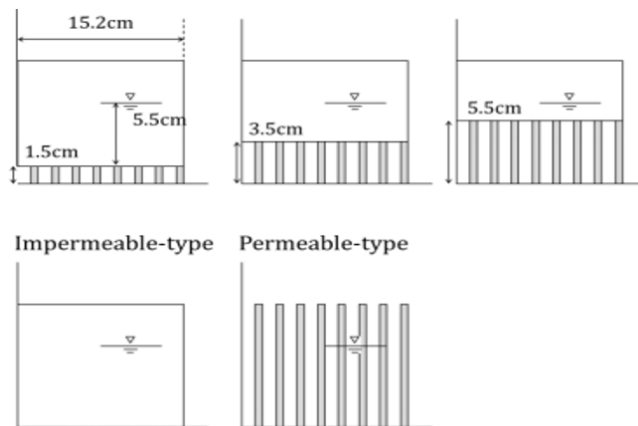 15.2cm
5.5cm
1.5cm
3.5cm
5.5cm
Impermeable-type
Permeable-type